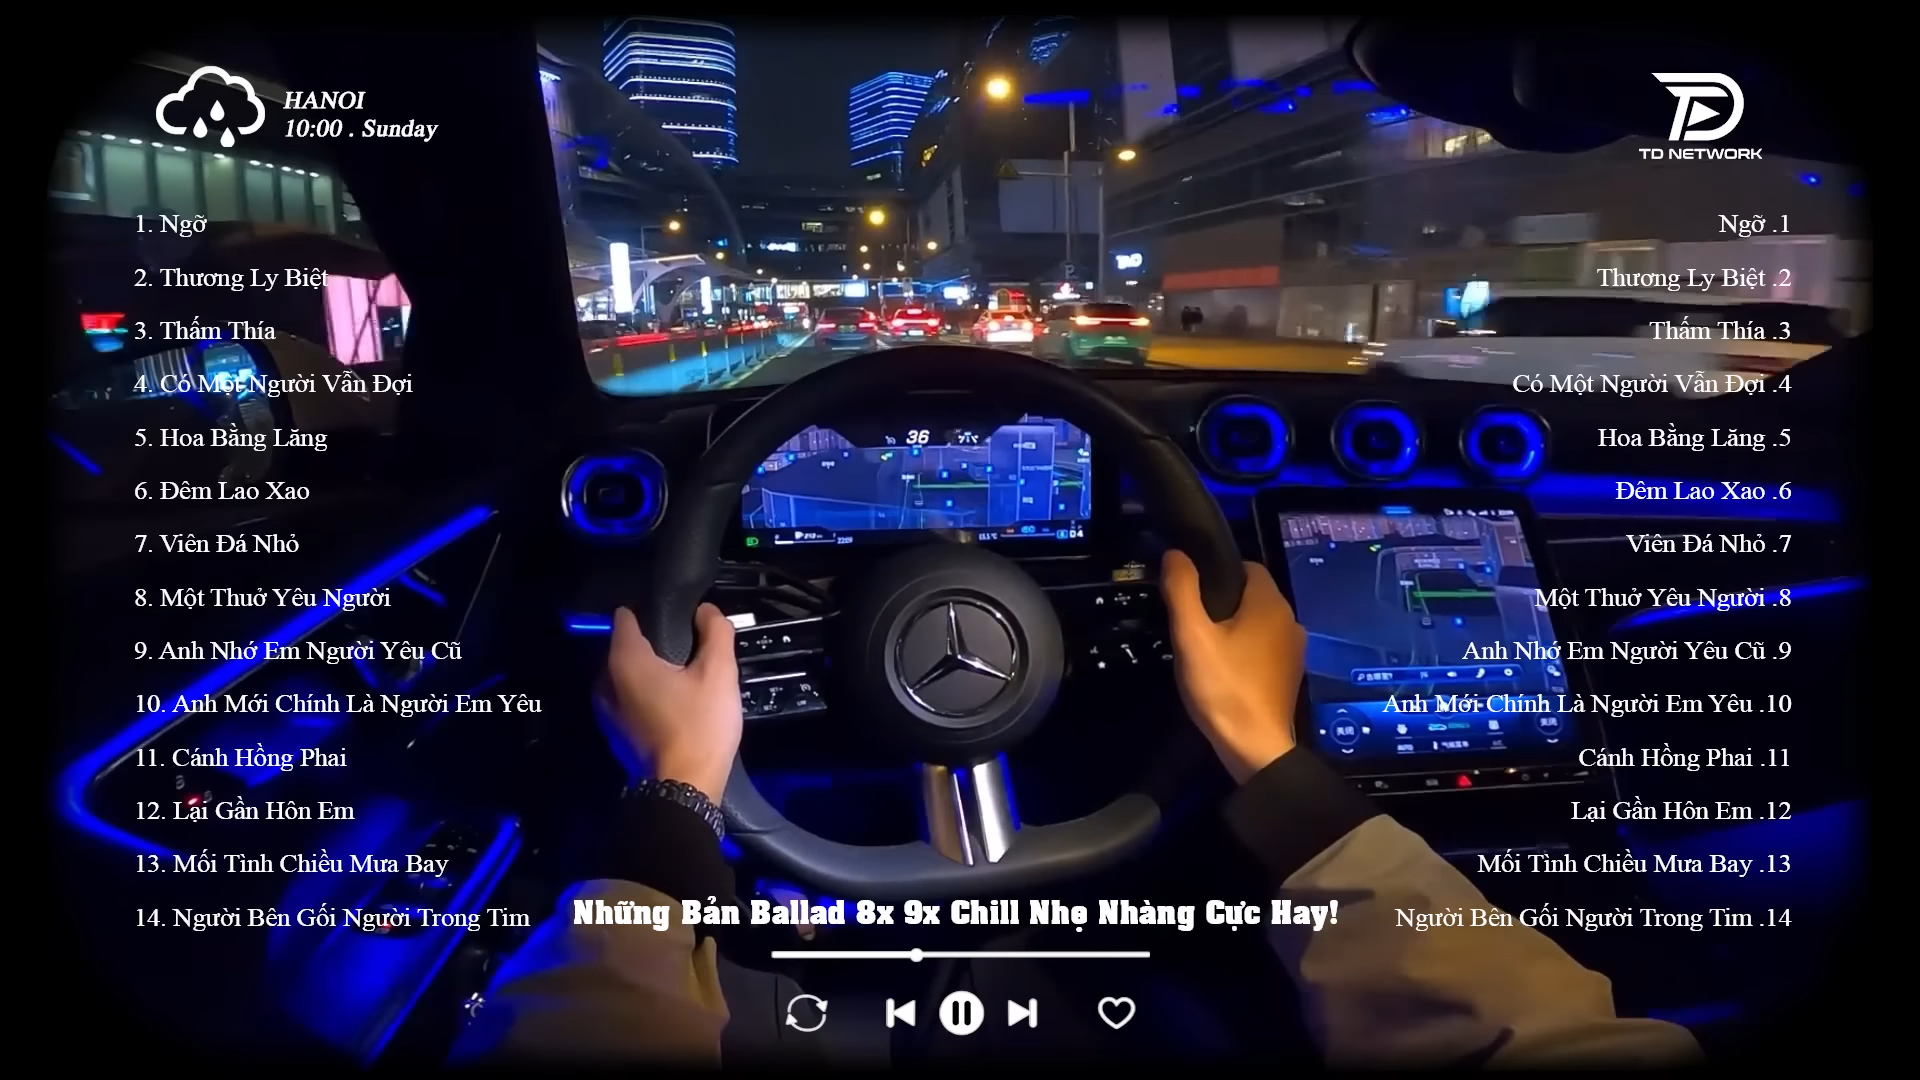 HANOI
10:00 . Sunday
TD NETWORK
1. Ngỡ
2. Thương Ly Biệt
3. Thấm Thía
4. Có Một Người Vẫn Đợi
5. Hoa Bằng Lăng
6. Đêm Lao Xao
7. Viên Đá Nhỏ
8. Một Thuở Yêu Người
9. Anh Nhớ Em Người Yêu Cũ
10. Anh Mới Chính Là Người Em Yêu
11. Cánh Hồng Phai
12. Lại Gần Hôn Em
13. Mối Tình Chiều Mưa Bay
14. Người Bên Gối Người Trong Tim
Ngỡ .1
Thương Ly Biệt .2
Thấm Thía .3
Có Một Người Vẫn Đợi .4
Hoa Bằng Lăng .5
Đêm Lao Xao .6
Viên Đá Nhỏ .7
Một Thuở Yêu Người .8
Anh Nhớ Em Người Yêu Cũ .9
Anh Mới Chính Là Người Em Yêu .10
Cánh Hồng Phai .11
Lại Gần Hôn Em .12
Mối Tình Chiều Mưa Bay .13
Người Bên Gối Người Trong Tim .14
36
Những Bản Ballad 8x 9x Chill Nhẹ Nhàng Cực Hay!